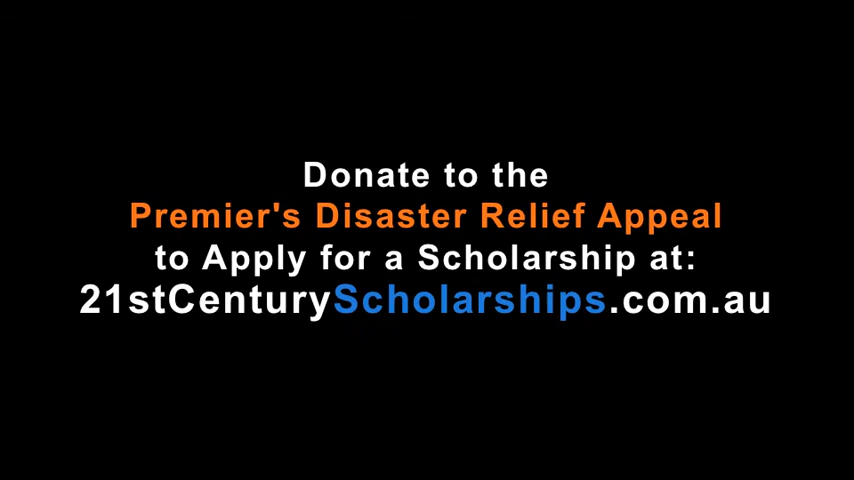 Donate to the
Premier's Disaster Relief Appeal
to Apply for a Scholarship at:
21stCenturyScholarships.com.au